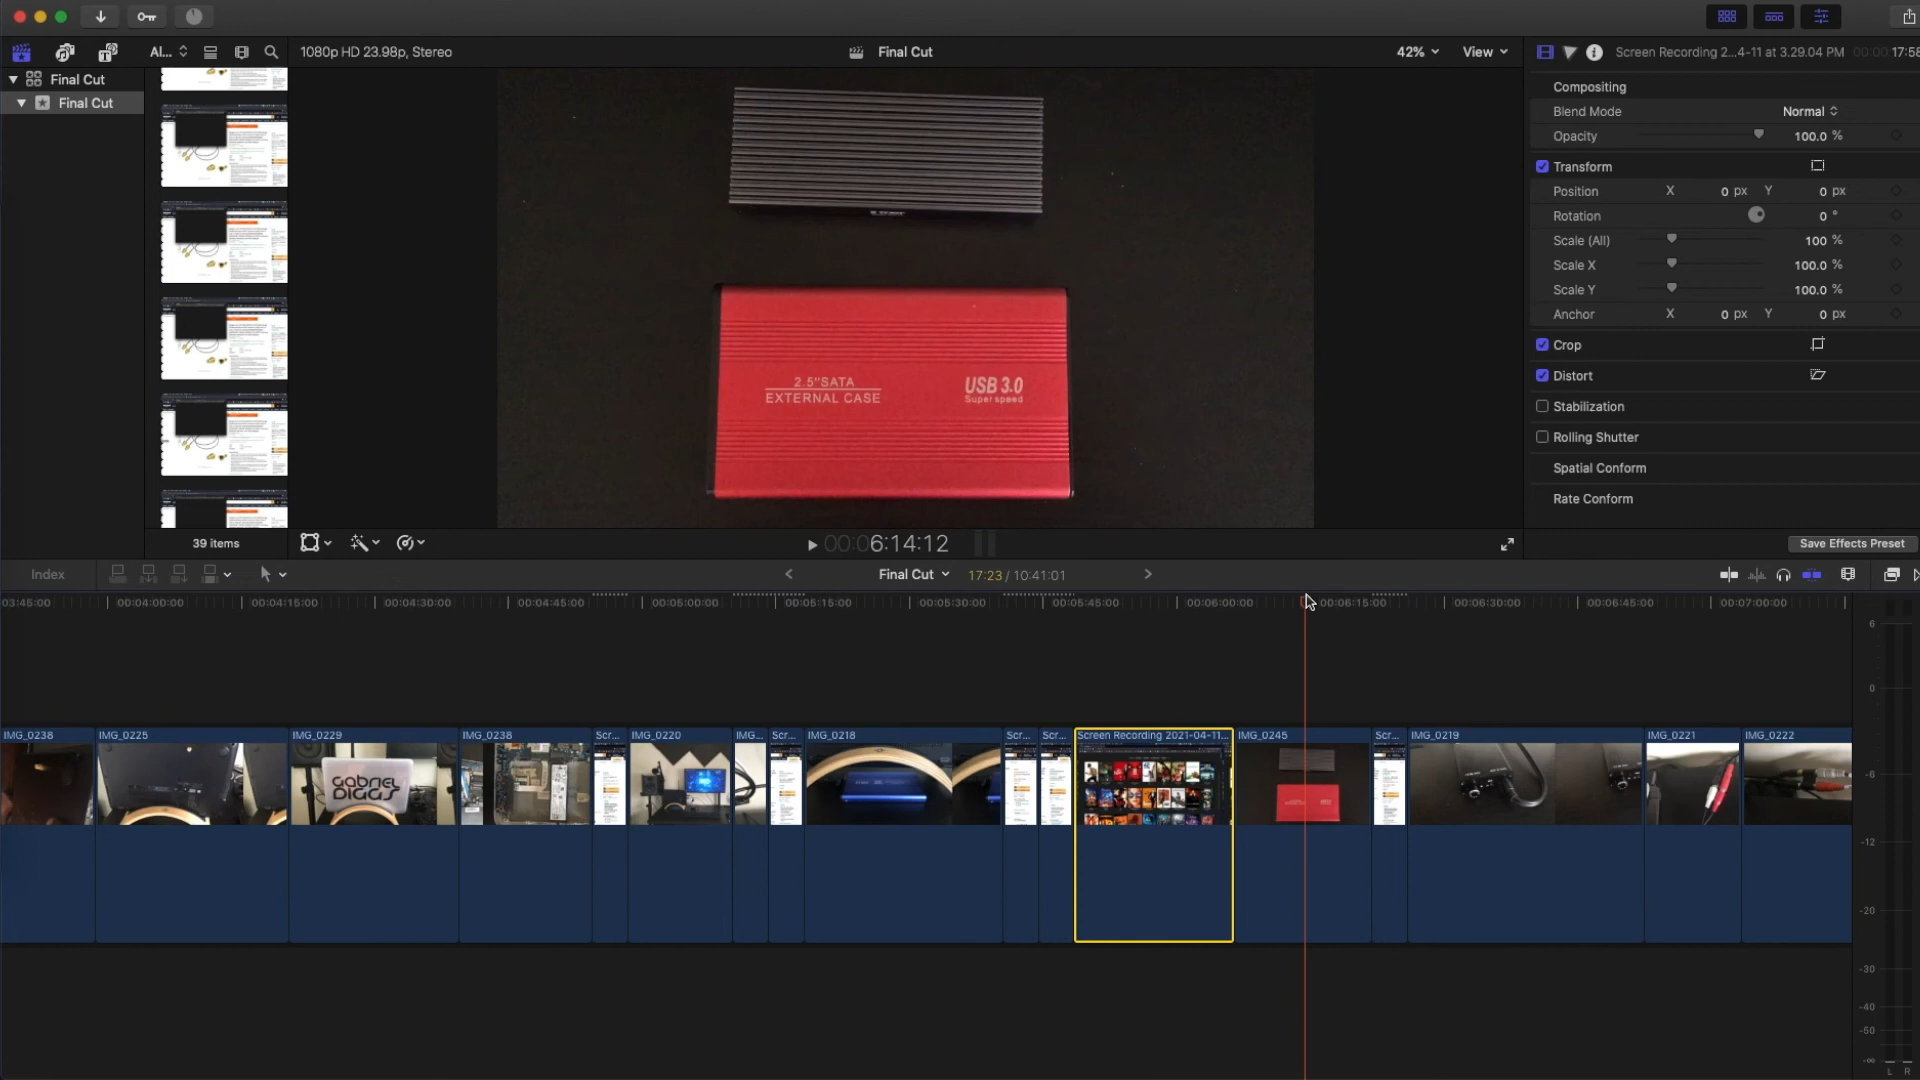 Al...
1080p HD 23.98p, Stereo
Final Cut
42%
View
Screen Recording 2...4-11 at 3.29.04 PM
00:00:17:58
Final Cut
Final Cut
39 items
2.5"SATA
EXTERNAL CASE
USB 3.0
Super speed
Compositing
Blend Mode
Normal
Opacity
100.0 %
Transform
Position X 0 px Y 0 px
Rotation 0 °
Scale (All) 100 %
Scale X 100.0 %
Scale Y 100.0 %
Anchor X 0 px Y 0 px
Crop
Distort
Stabilization
Rolling Shutter
Spatial Conform
Rate Conform
00:06:14:12
Save Effects Preset
Index
Final Cut
17:23 / 10:41:01
03:45:00
00:04:00:00
00:04:15:00
00:04:30:00
00:04:45:00
00:05:00:00
00:05:15:00
00:05:30:00
00:05:45:00
00:06:00:00
00:06:15:00
00:06:30:00
00:06:45:00
00:07:00:00
IMG_0238
IMG_0225
IMG_0229
IMG_0238
Scr...
IMG_0220
IMG...
Scr...
IMG_0218
Scr...
Scr...
Screen Recording 2021-04-11...
IMG_0245
Scr...
IMG_0219
IMG_0221
IMG_0222
GABRIEL
DIGGS
6
0
-6
-12
-20
-30
-40
-50
-∞
L R